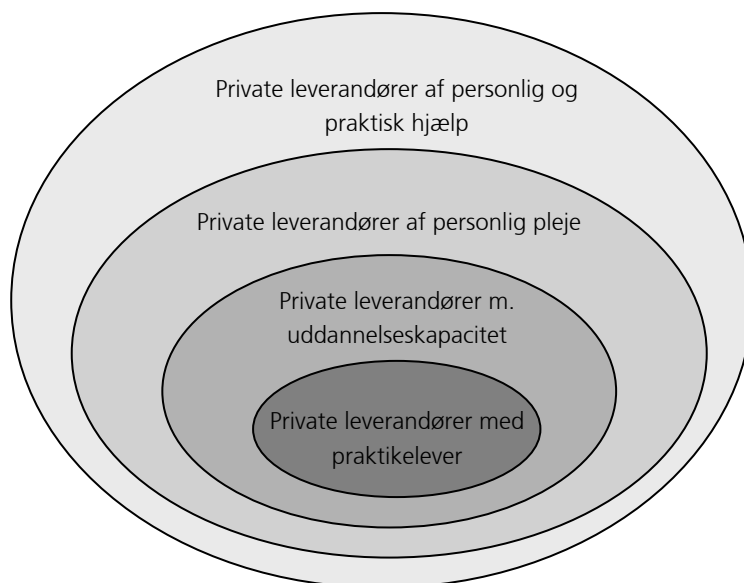 Private leverandører af personlig og
praktisk hjælp
Private leverandører af personlig pleje
Private leverandører m.
uddannelseskapacitet
Private leverandører med
praktikelever